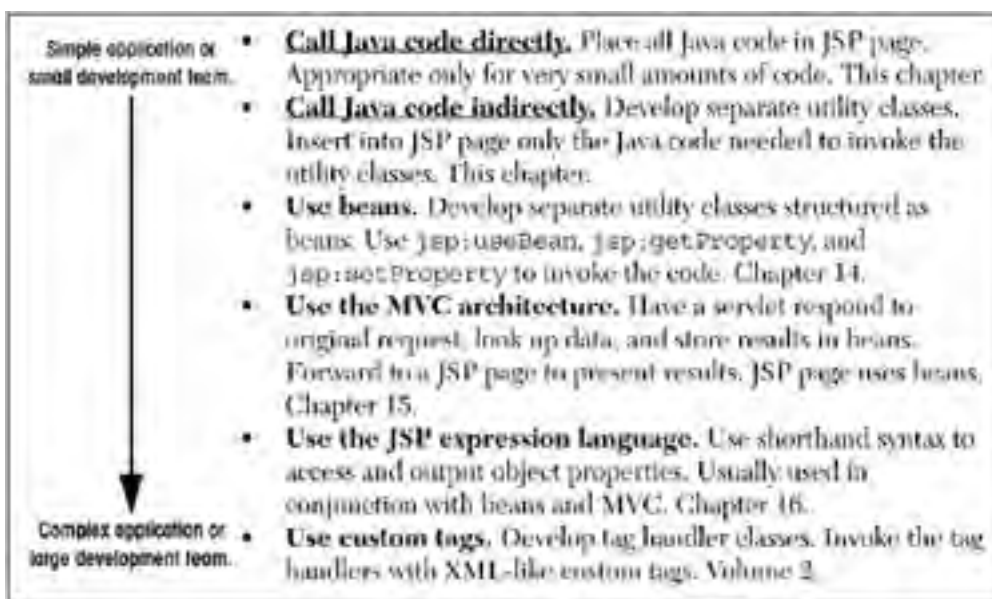 Simple application or
small development team.
• Call Java code directly. Place all Java code in JSP page.
Appropriate only for very small amounts of code. This chapter.
• Call Java code indirectly. Develop separate utility classes.
Insert into JSP page only the Java code needed to invoke the
utility classes. This chapter.
• Use beans. Develop separate utility classes structured as
beans. Use jsp:useBean, jsp:getProperty, and
jsp:setProperty to invoke the code. Chapter 14.
• Use the MVC architecture. Have a servlet respond to
original request, look up data, and store results in beans.
Forward to a JSP page to present results. JSP page uses beans.
Chapter 15.
• Use the JSP expression language. Use shorthand syntax to
access and output object properties. Usually used in
conjunction with beans and MVC. Chapter 16.
Complex application or
large development team.
• Use custom tags. Develop tag handler classes. Invoke the tag
handlers with XML-like custom tags. Volume 2.